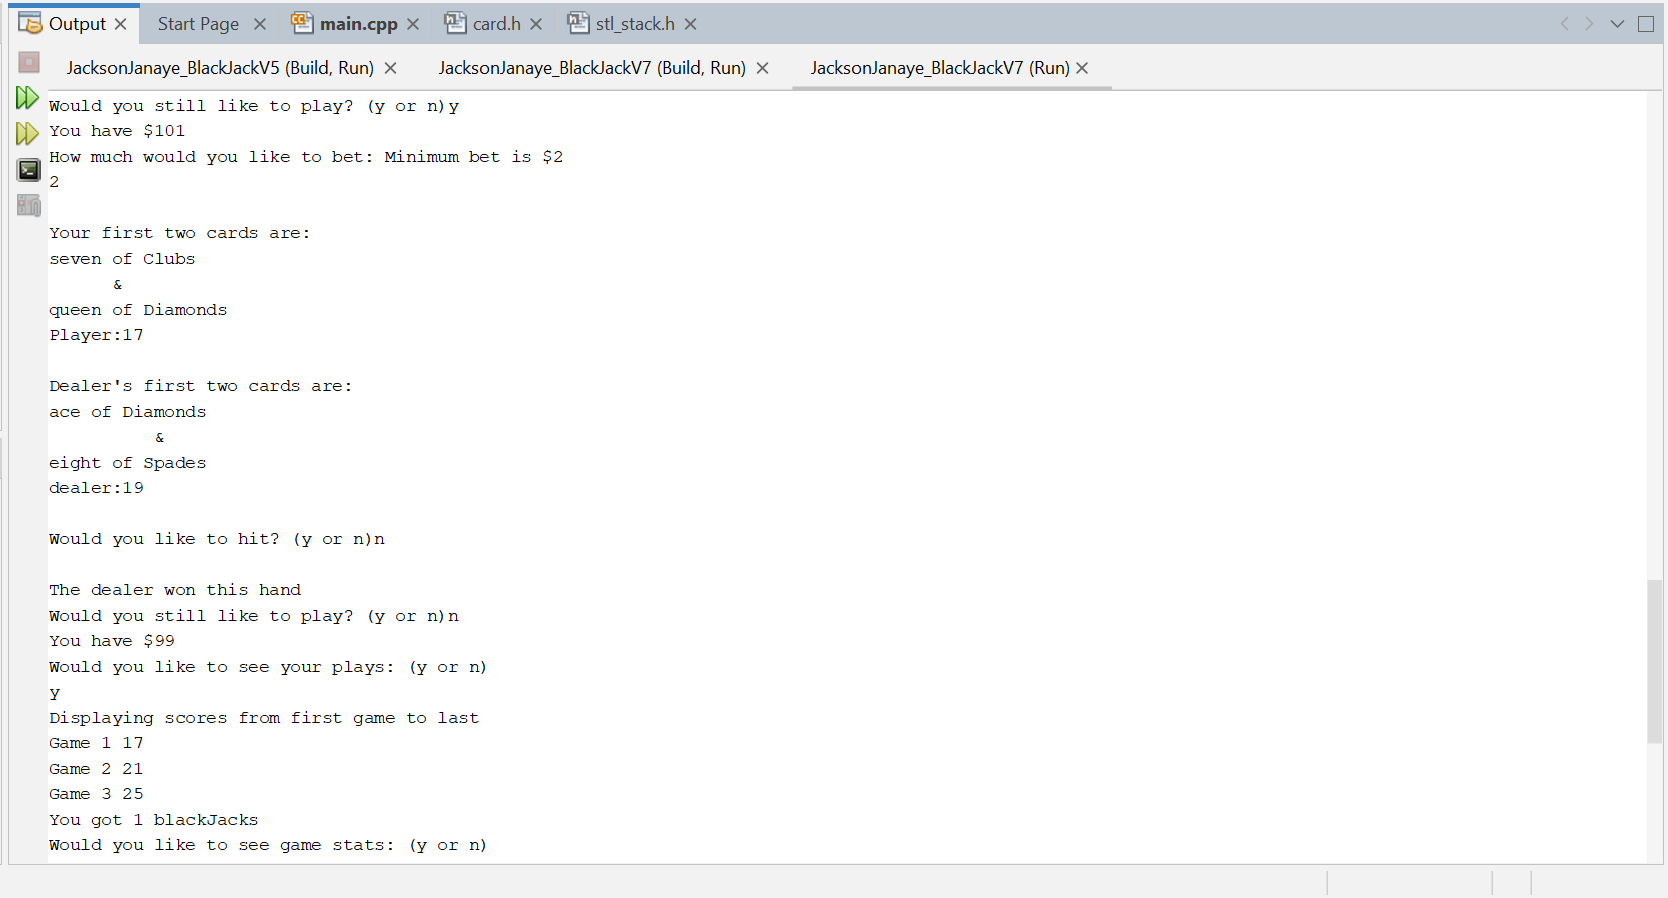 Output Start Page main.cpp card.h stl_stack.h
JacksonJanaye_BlackJackV5 (Build, Run) JacksonJanaye_BlackJackV7 (Build, Run) JacksonJanaye_BlackJackV7 (Run)
Would you still like to play? (y or n)y
You have $101
How much would you like to bet: Minimum bet is $2
2
Your first two cards are:
seven of Clubs
&
queen of Diamonds
Player:17
Dealer's first two cards are:
ace of Diamonds
&
eight of Spades
dealer:19
Would you like to hit? (y or n)n
The dealer won this hand
Would you still like to play? (y or n)n
You have $99
Would you like to see your plays: (y or n)
y
Displaying scores from first game to last
Game 1 17
Game 2 21
Game 3 25
You got 1 blackJacks
Would you like to see game stats: (y or n)